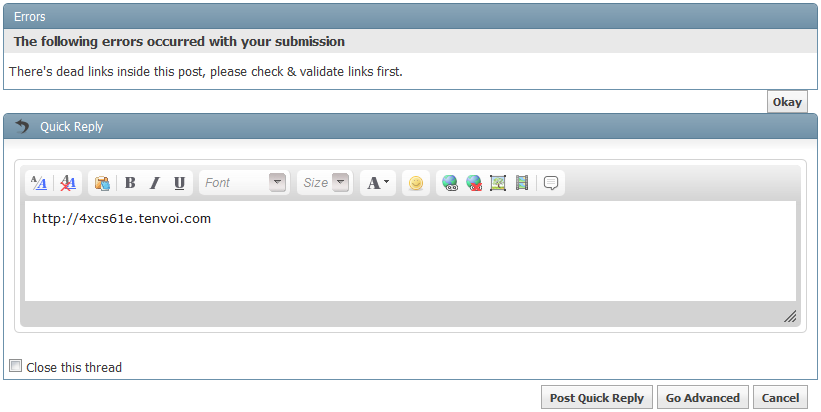 Errors
The following errors occurred with your submission
There's dead links inside this post, please check & validate links first.
Okay
Quick Reply
B I U Font Size A
http://4xcs61e.tenvoi.com
Close this thread
Post Quick Reply Go Advanced Cancel